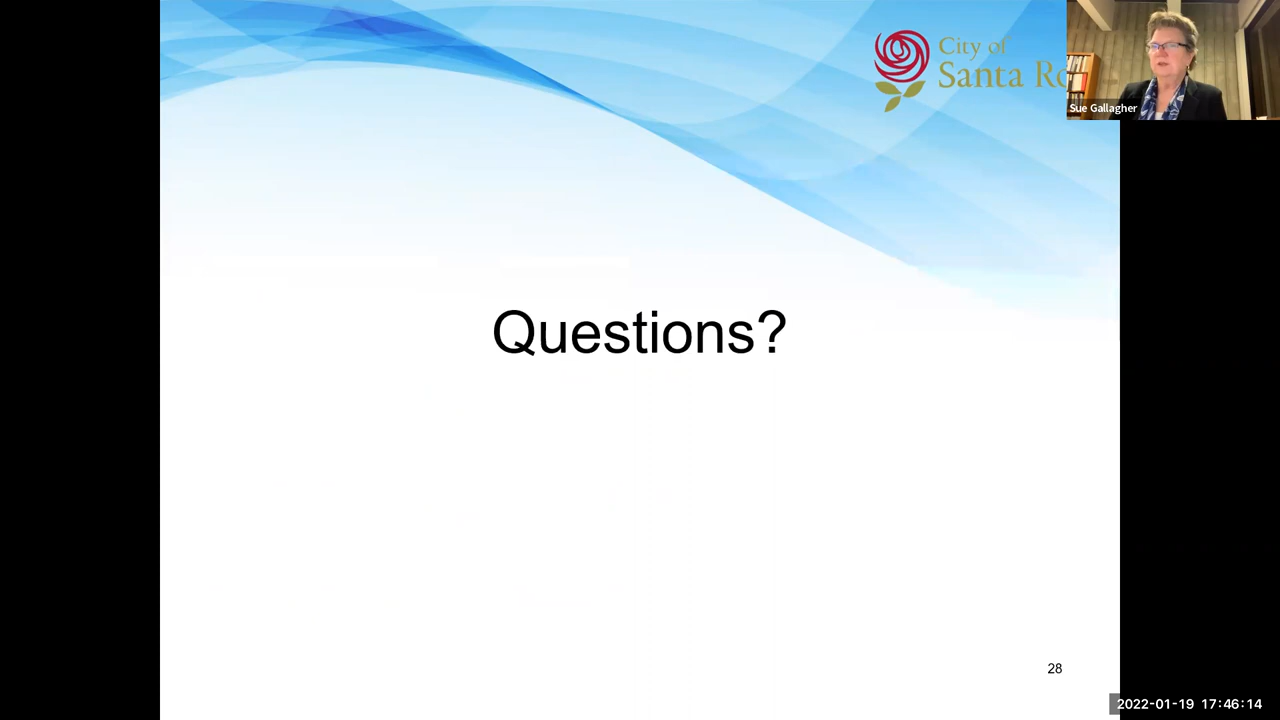 City of
Santa Ro
Sue Gallagher
Questions?
28
2022-01-19 17:46:14